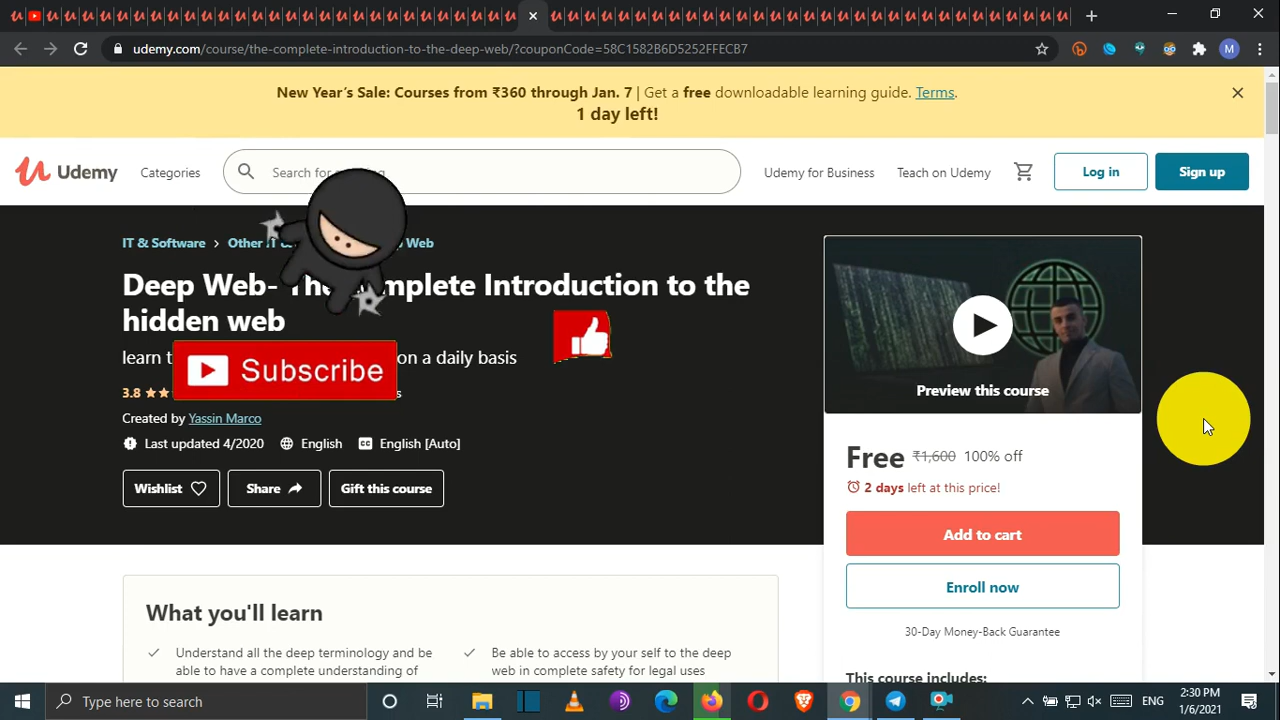 udemy.com/course/the-complete-introduction-to-the-deep-web/?couponCode=58C1582B6D5252FFECB7
M
New Year's Sale: Courses from ₹360 through Jan. 7 | Get a free downloadable learning guide. Terms.
1 day left!
Udemy
Categories
Search for
Udemy for Business
Teach on Udemy
Log in
Sign up
IT & Software
Other IT &
Web
Deep Web- The Complete Introduction to the
hidden web
learn
on a daily basis
Subscribe
3.8
Created by Yassin Marco
Last updated 4/2020
English
English [Auto]
Wishlist
Share
Gift this course
Preview this course
Free ₹1,600 100% off
2 days left at this price!
Add to cart
Enroll now
30-Day Money-Back Guarantee
This course includes:
What you'll learn
Understand all the deep terminology and be
able to have a complete understanding of
Be able to access by your self to the deep
web in complete safety for legal uses
Type here to search
ENG
2:30 PM
1/6/2021